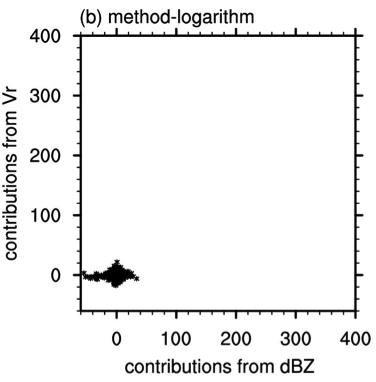 (b) method-logarithm
400
300
200
100
0
contributions from Vr
0 100 200 300 400
contributions from dBZ